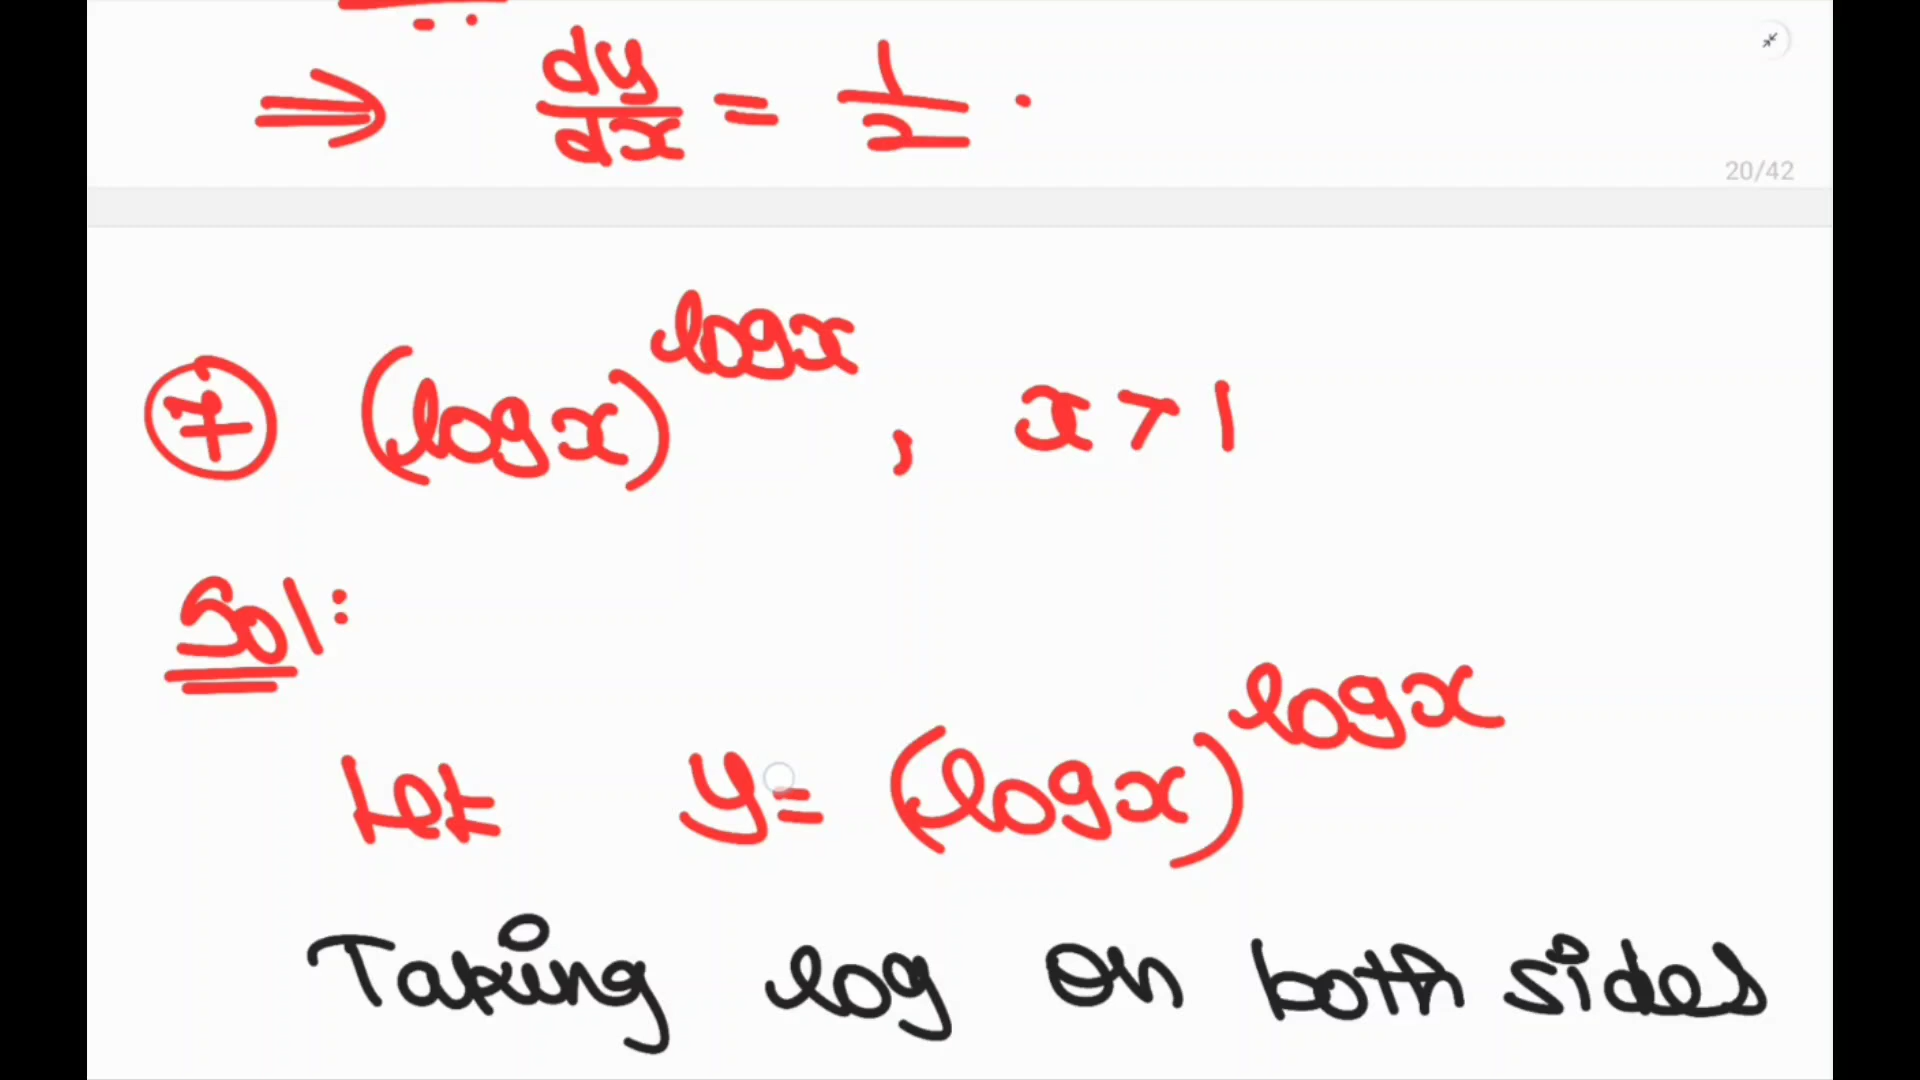 ⇒ dy/dx = 1/2 .
20/42
⑦ (log x)^log x , x > 1
Sol:
Let y = (log x)^log x
Taking log on both sides